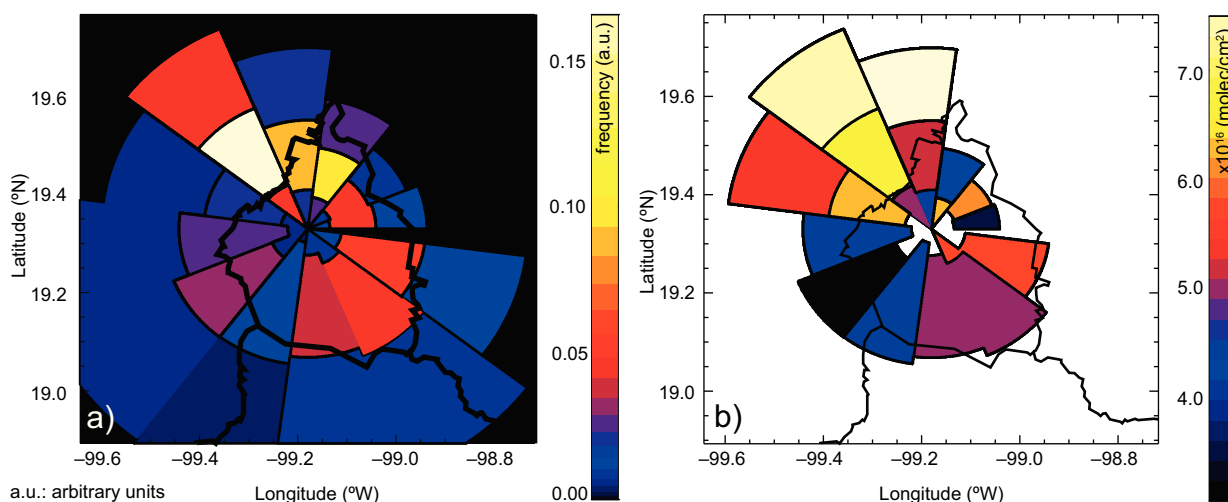 19.6
19.4
19.2
19.0
Latitude (ºN)
a)
–99.6
–99.4
–99.2
–99.0
–98.8
Longitude (ºW)
a.u.: arbitrary units
0.15
0.10
0.05
0.00
frequency (a.u.)
19.6
19.4
19.2
19.0
Latitude (ºN)
b)
–99.6
–99.4
–99.2
–99.0
–98.8
Longitude (ºW)
7.0
6.0
5.0
4.0
x10¹⁶ (molec/cm²)